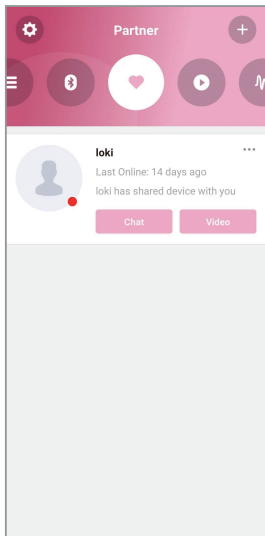 Partner
loki
Last Online: 14 days ago
loki has shared device with you
Chat
Video